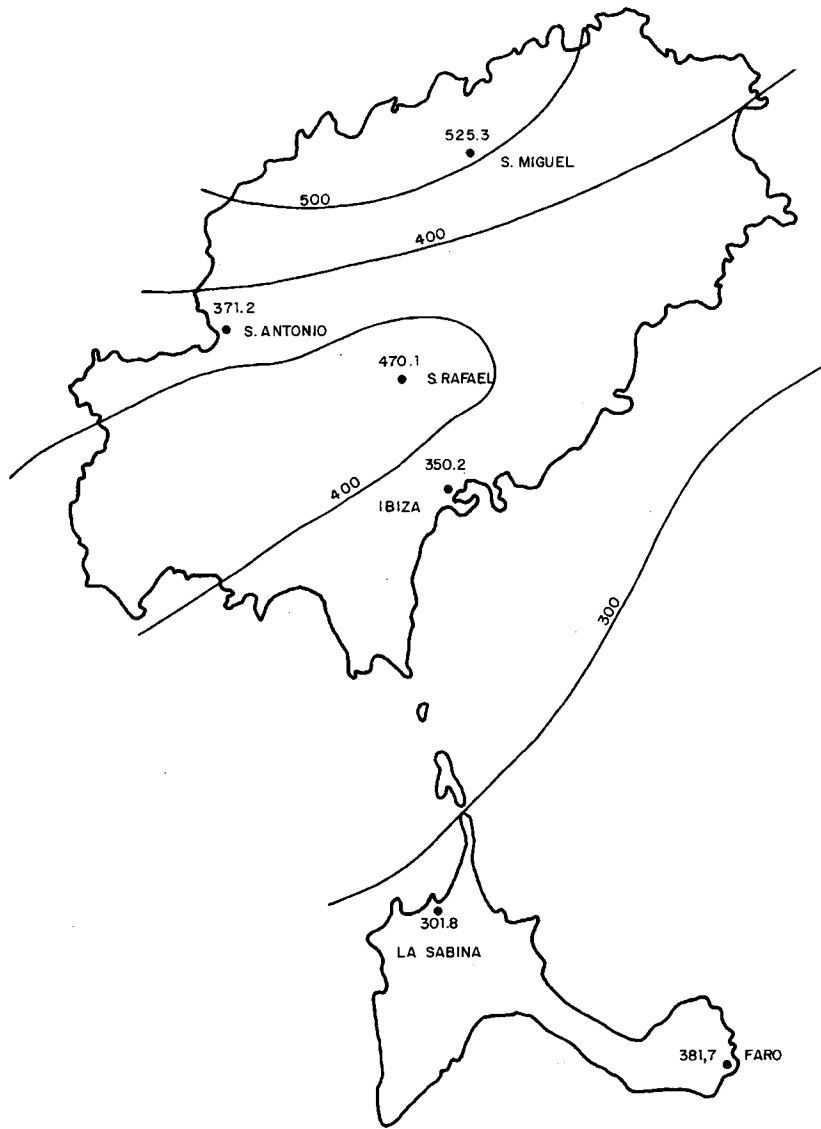 525.3
S. MIGUEL
500
400
371.2
S. ANTONIO
470.1
S. RAFAEL
350.2
400
IBIZA
300
301.8
LA SABINA
381,7 FARO